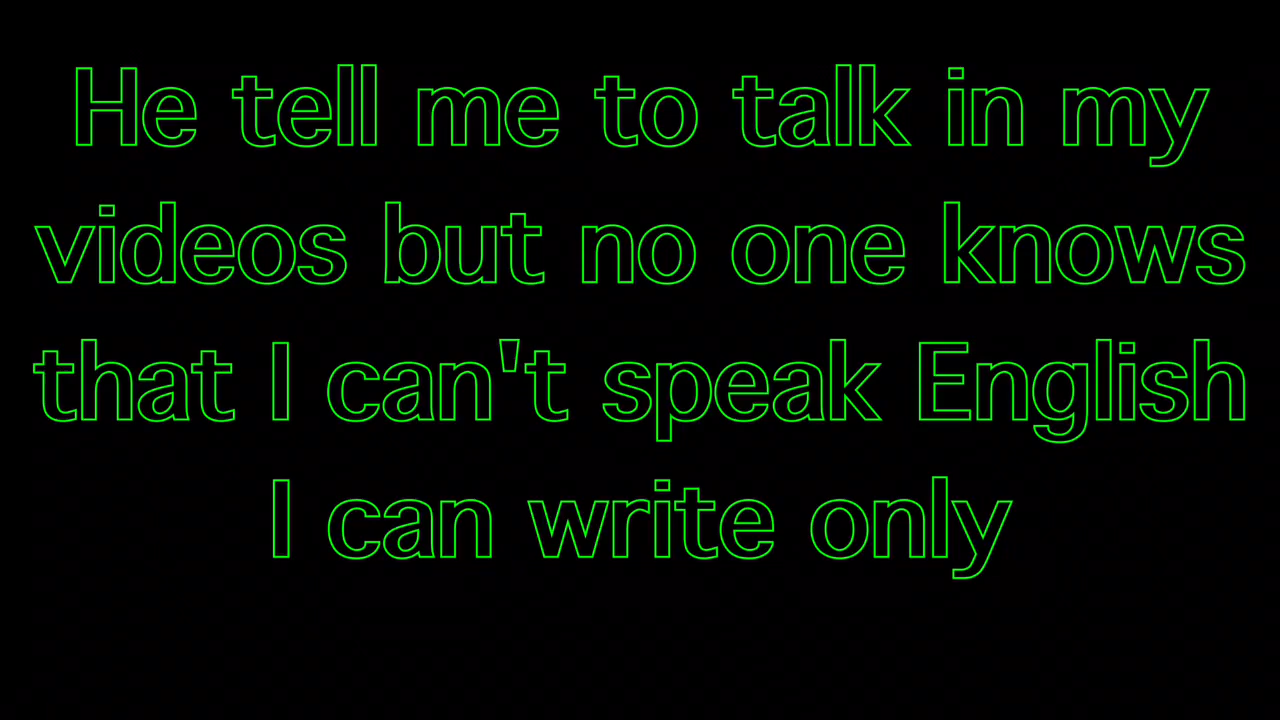 He tell me to talk in my
videos but no one knows
that I can't speak English
I can write only